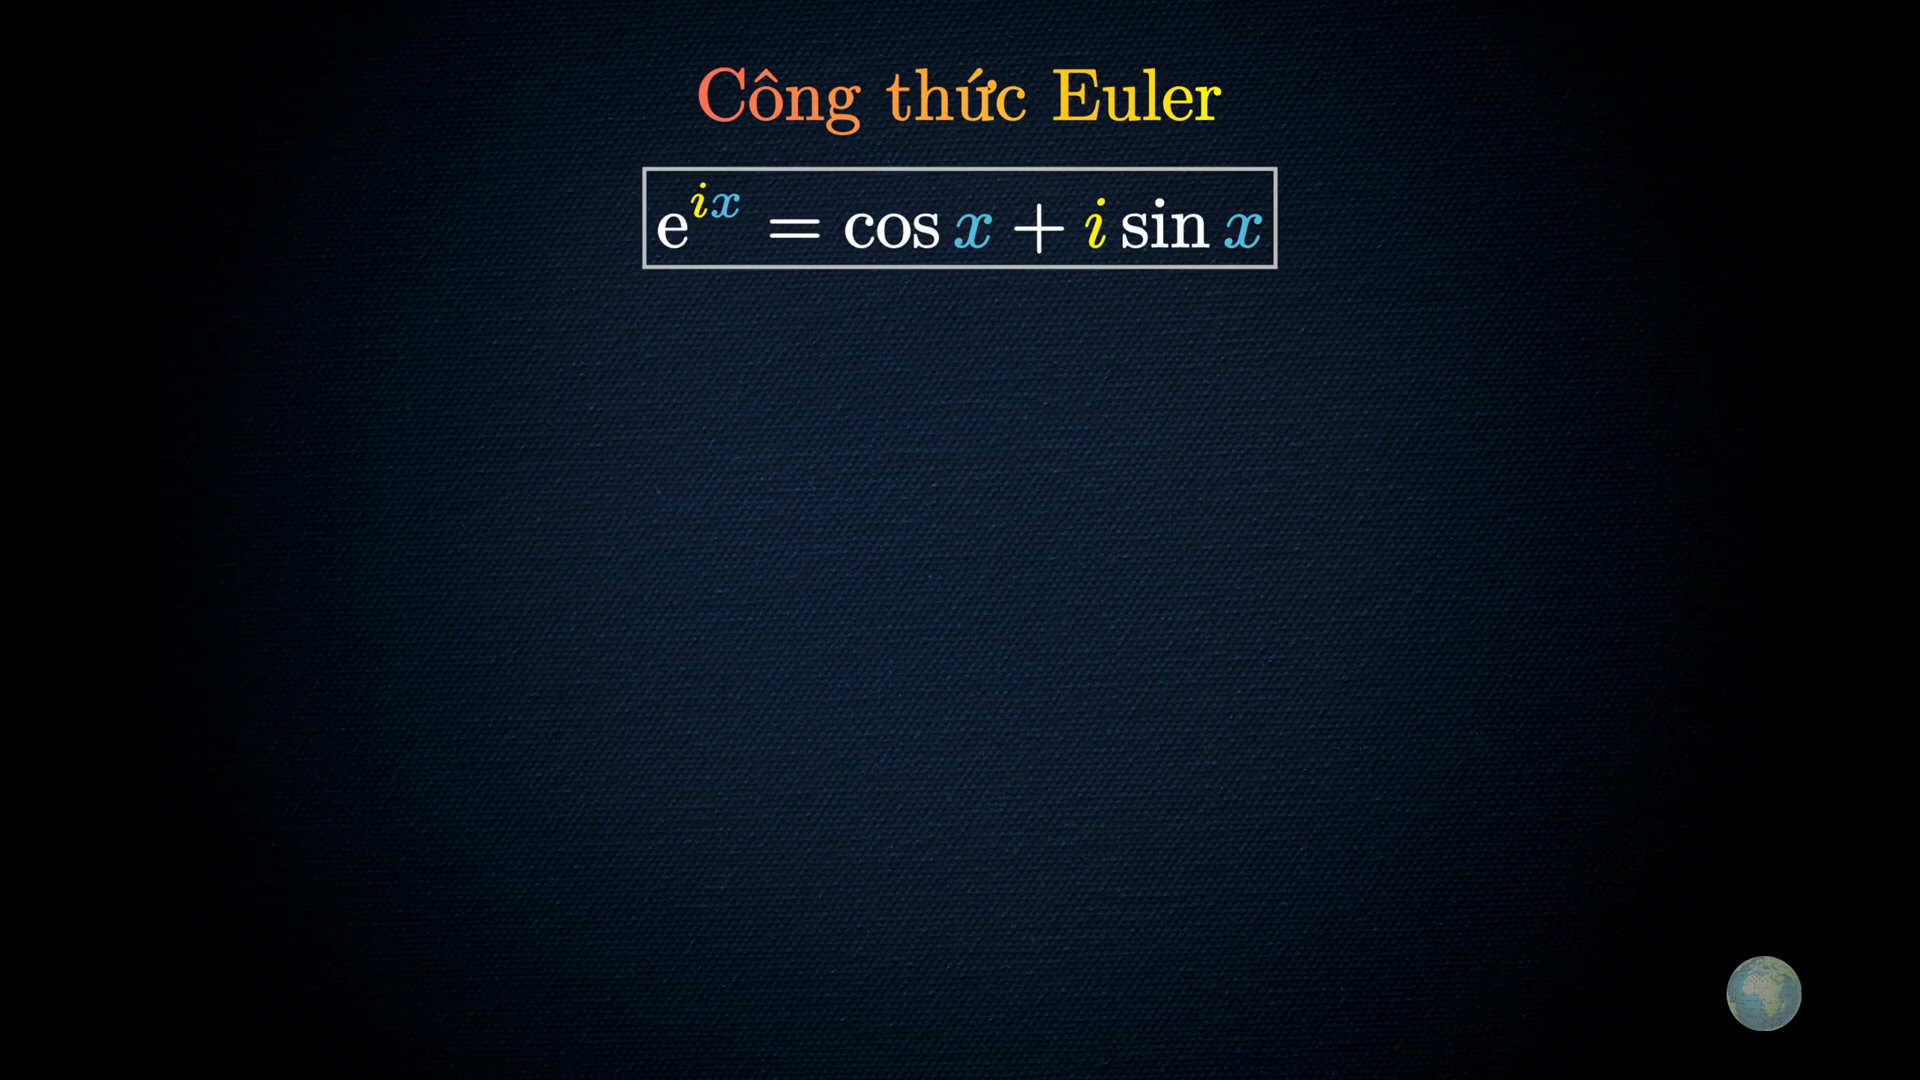 Công thức Euler
e^{ix} = cos x + i sin x